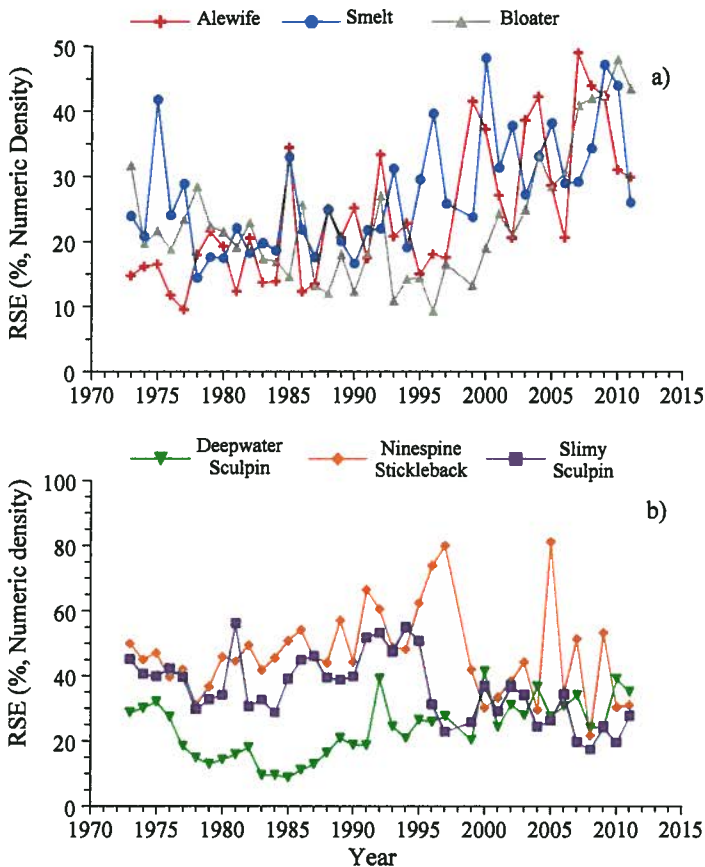 Alewife Smelt Bloater
a)
RSE (%, Numeric Density)
50
40
30
20
10
0
1970 1975 1980 1985 1990 1995 2000 2005 2010 2015
Deepwater Sculpin
Ninespine Stickleback
Slimy Sculpin
b)
RSE (%, Numeric density)
100
80
60
40
20
0
1970 1975 1980 1985 1990 1995 2000 2005 2010 2015
Year